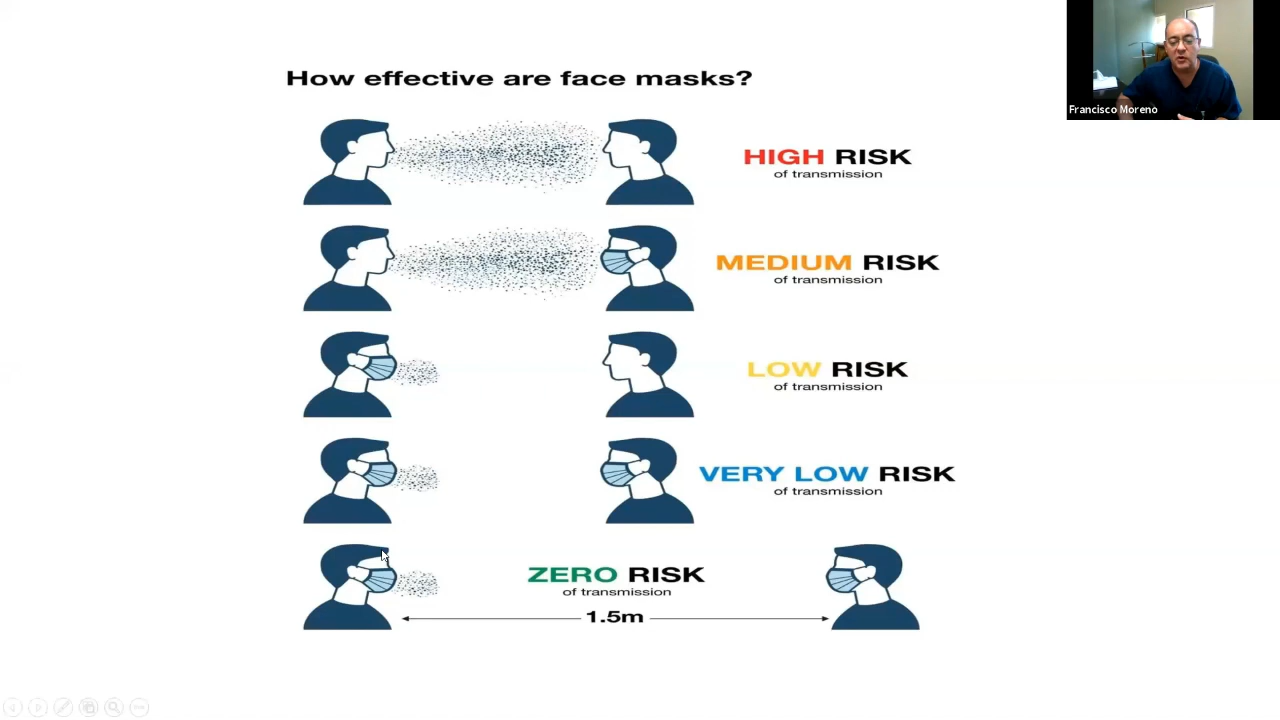 How effective are face masks?
HIGH RISK
of transmission
MEDIUM RISK
of transmission
LOW RISK
of transmission
VERY LOW RISK
of transmission
ZERO RISK
of transmission
1.5m
Francisco Moreno